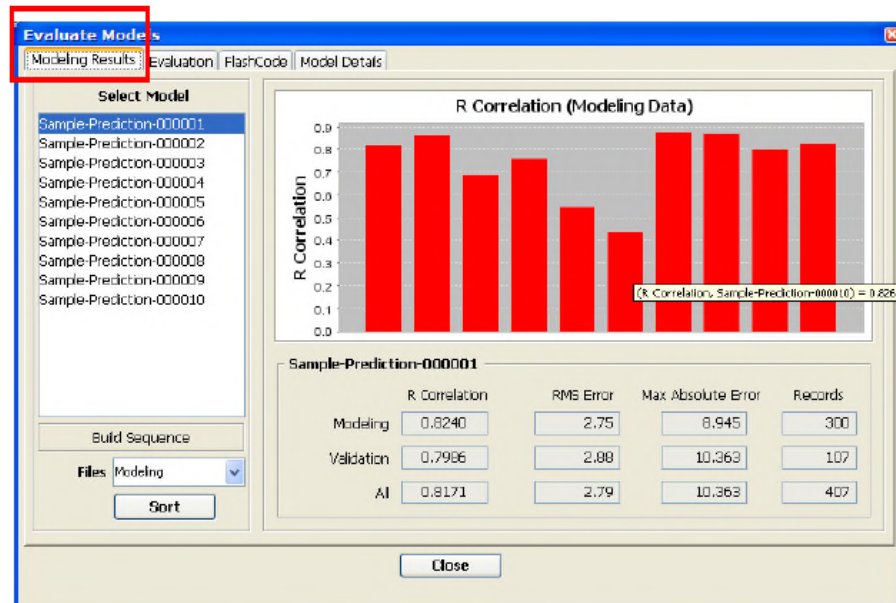 Evaluate Models
Modeling Results Evaluation FlashCode Model Details
Select Model
Sample-Prediction-000001
Sample-Prediction-000002
Sample-Prediction-000003
Sample-Prediction-000004
Sample-Prediction-000005
Sample-Prediction-000006
Sample-Prediction-000007
Sample-Prediction-000008
Sample-Prediction-000009
Sample-Prediction-000010
Build Sequence
Files Modeling
Sort
R Correlation (Modeling Data)
R Correlation
0.9
0.8
0.7
0.6
0.5
0.4
0.3
0.2
0.1
0.0
(R Correlation, Sample-Prediction-000010) = 0.826
Sample-Prediction-000001
R Correlation RMS Error Max Absolute Error Records
Modeling 0.8240 2.75 8.945 300
Validation 0.7986 2.88 10.363 107
All 0.8171 2.79 10.363 407
Close